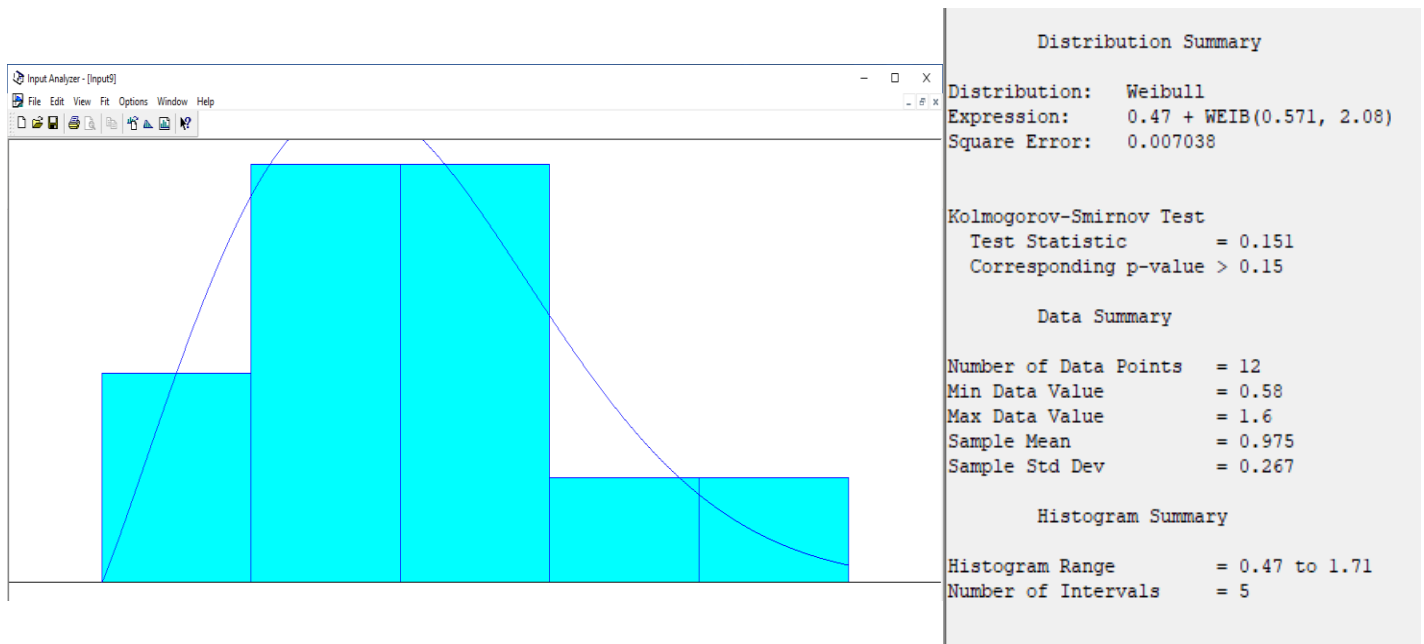 Input Analyzer - [Input9]
File Edit View Fit Options Window Help
Distribution Summary
Distribution: Weibull
Expression: 0.47 + WEIB(0.571, 2.08)
Square Error: 0.007038
Kolmogorov-Smirnov Test
Test Statistic = 0.151
Corresponding p-value > 0.15
Data Summary
Number of Data Points = 12
Min Data Value = 0.58
Max Data Value = 1.6
Sample Mean = 0.975
Sample Std Dev = 0.267
Histogram Summary
Histogram Range = 0.47 to 1.71
Number of Intervals = 5